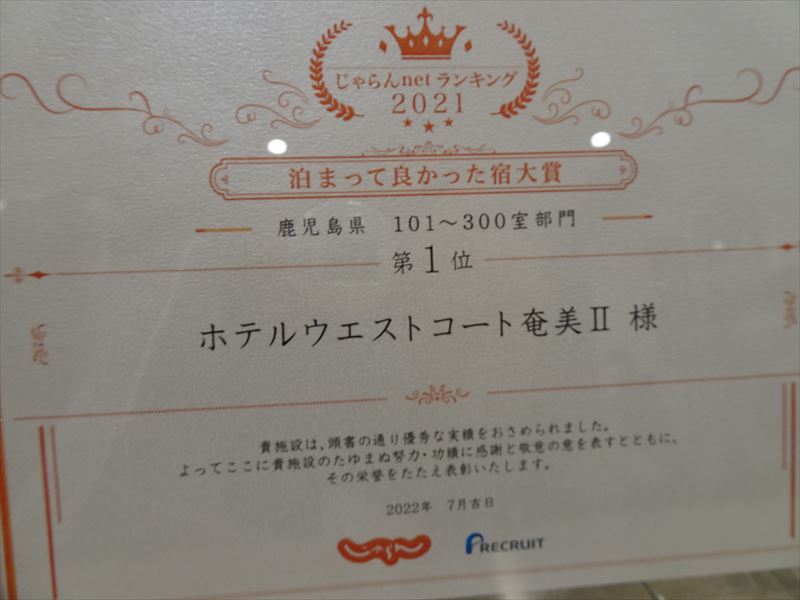 じゃらんnetランキング
2021
泊まって良かった宿大賞
鹿児島県 101～300室部門
第1位
ホテルウエストコート奄美Ⅱ 様
貴施設は、頭書の通り優秀な実績をおさめられました。
よってここに貴施設のたゆまぬ努力・功績に感謝と敬意の意を表すとともに、
その栄誉をたたえ表彰いたします。
2022年 7月吉日
じゃらん RECRUIT